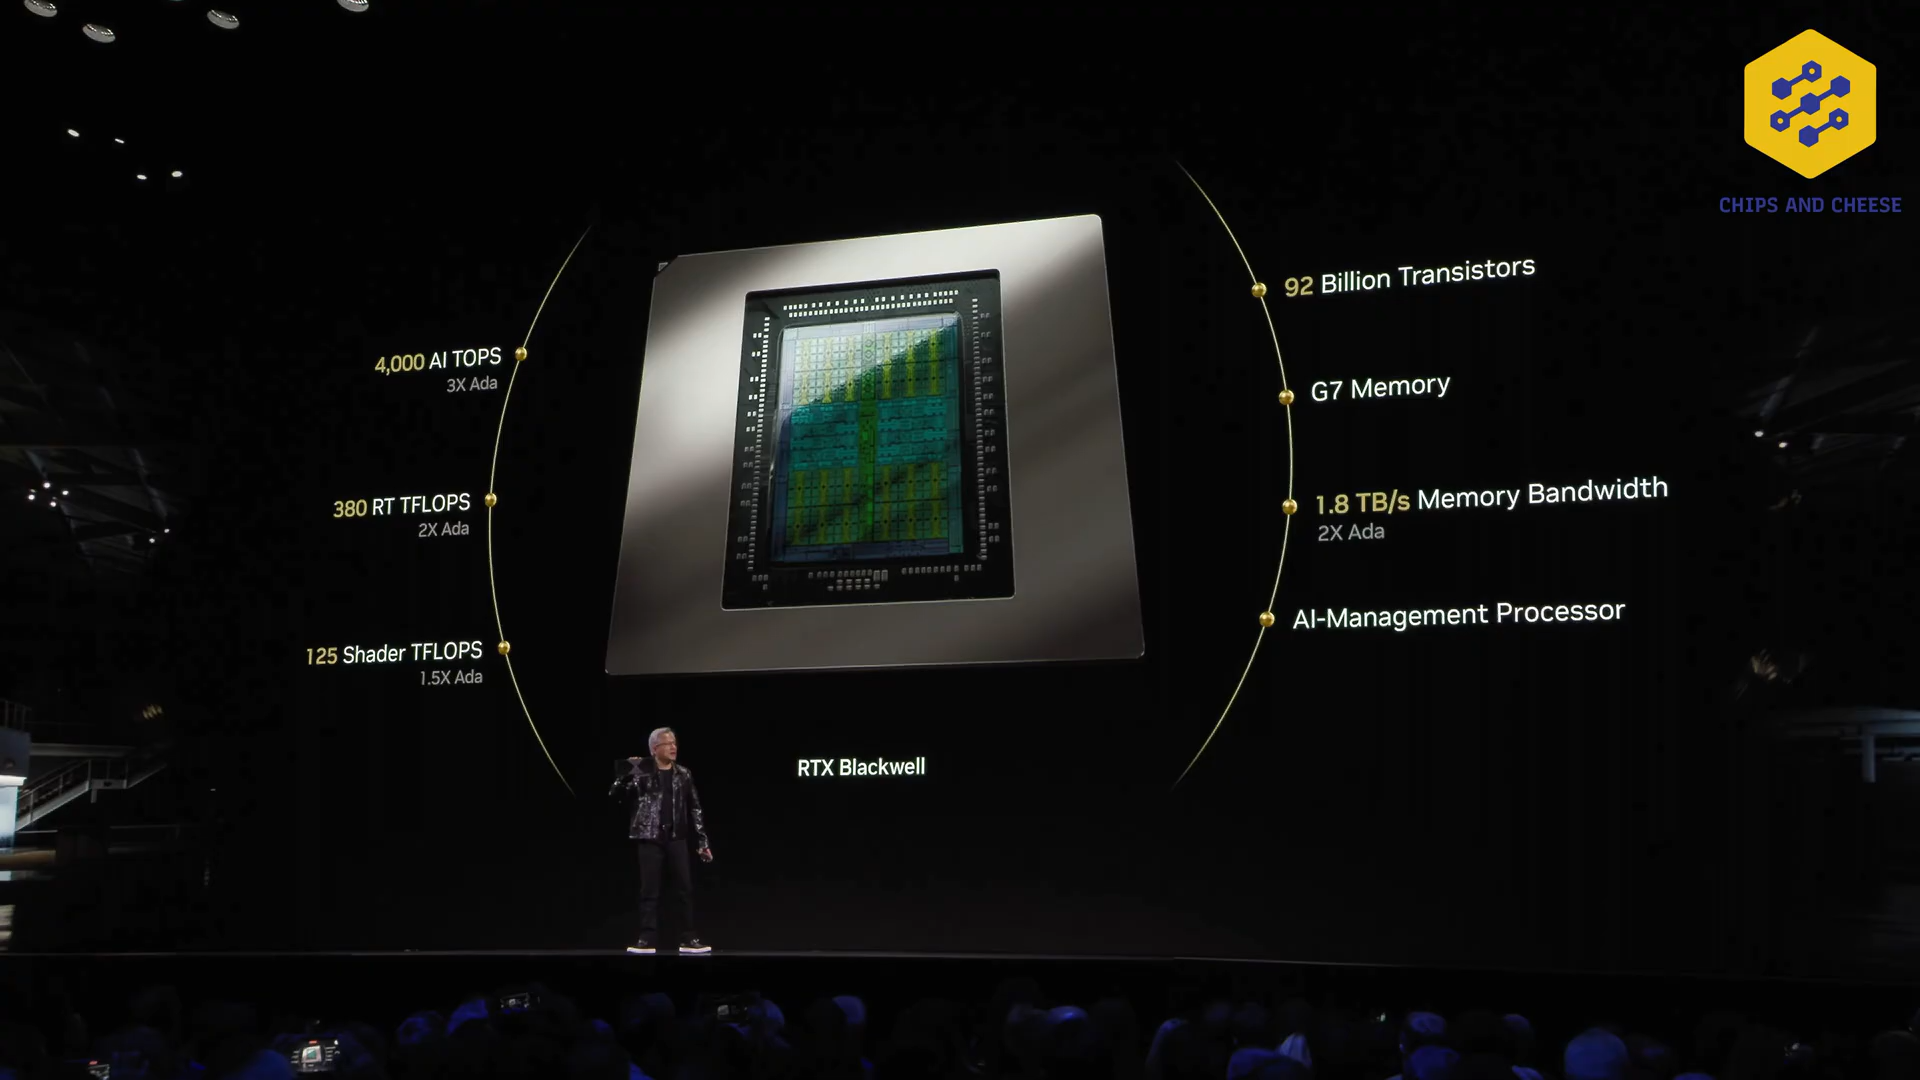 CHIPS AND CHEESE
4,000 AI TOPS
3X Ada
380 RT TFLOPS
2X Ada
125 Shader TFLOPS
1.5X Ada
92 Billion Transistors
G7 Memory
1.8 TB/s Memory Bandwidth
2X Ada
AI-Management Processor
RTX Blackwell